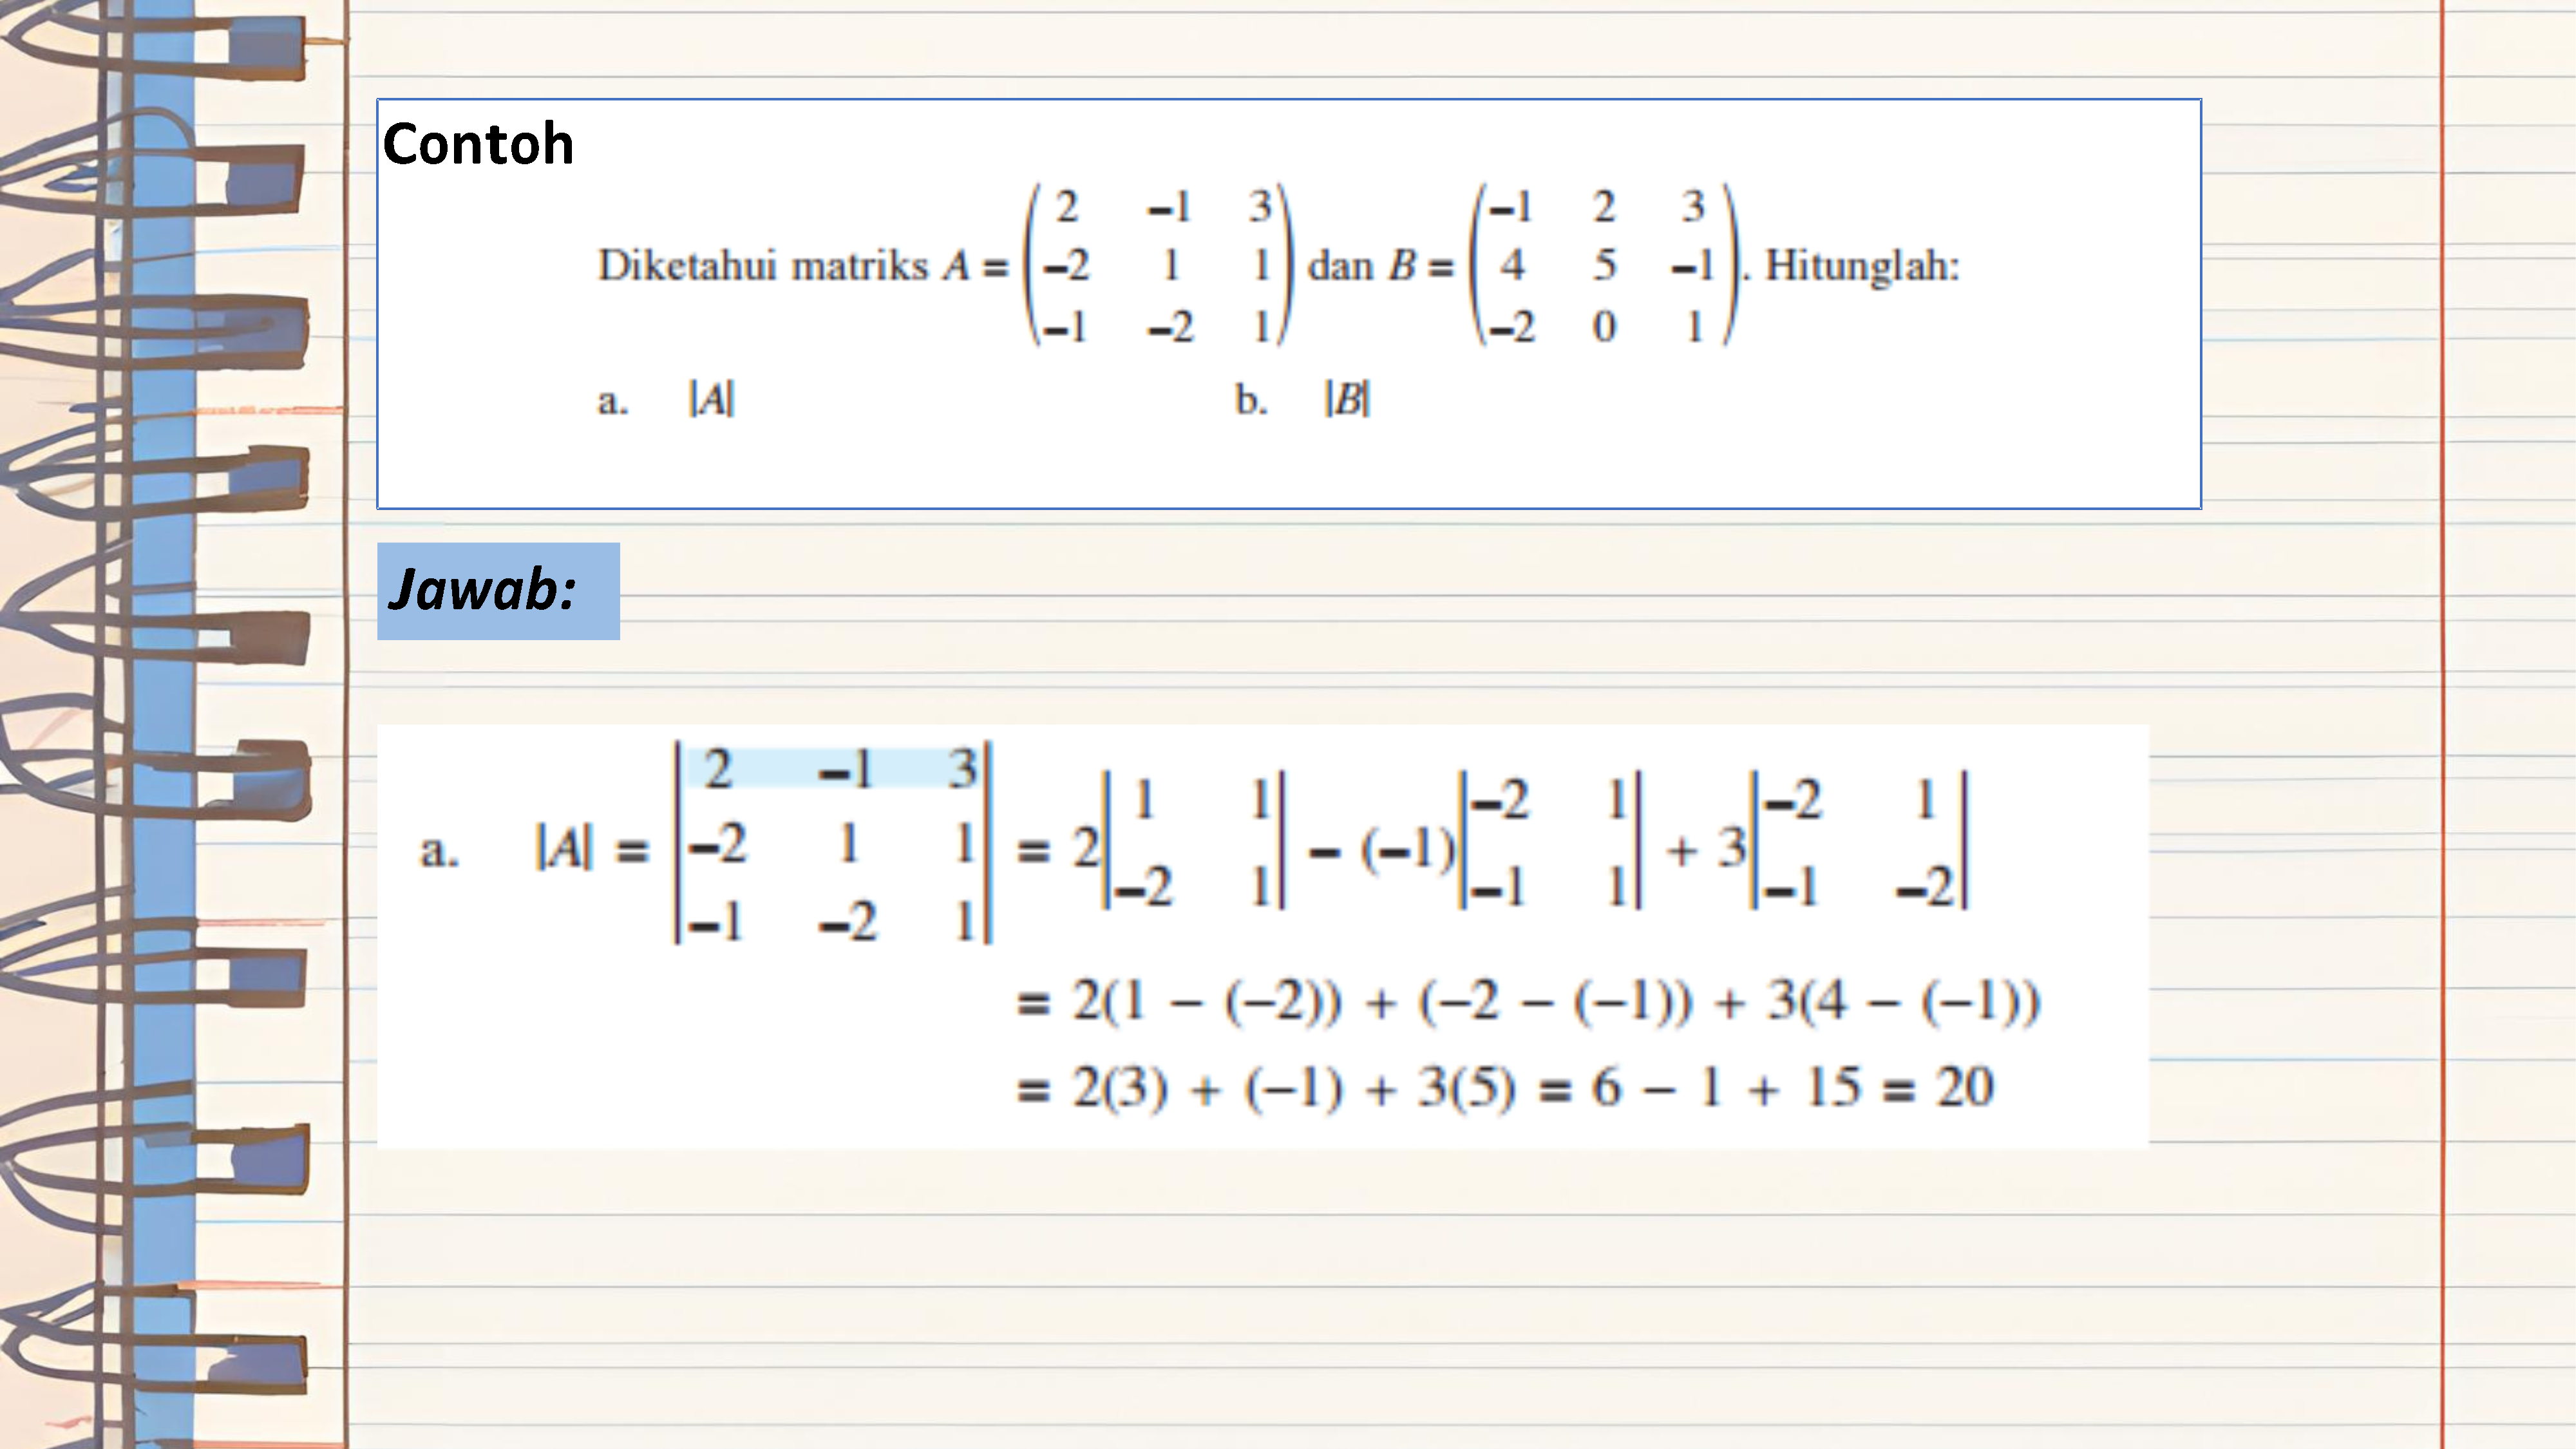 Contoh
Diketahui matriks A = \begin{pmatrix} 2 & -1 & 3 \\ -2 & 1 & 1 \\ -1 & -2 & 1 \end{pmatrix} dan B = \begin{pmatrix} -1 & 2 & 3 \\ 4 & 5 & -1 \\ -2 & 0 & 1 \end{pmatrix}. Hitunglah:
a. |A| b. |B|
Jawab:
a. |A| = \begin{vmatrix} 2 & -1 & 3 \\ -2 & 1 & 1 \\ -1 & -2 & 1 \end{vmatrix} = 2\begin{vmatrix} 1 & 1 \\ -2 & 1 \end{vmatrix} − (−1)\begin{vmatrix} -2 & 1 \\ -1 & 1 \end{vmatrix} + 3\begin{vmatrix} -2 & 1 \\ -1 & -2 \end{vmatrix}
= 2(1 − (−2)) + (−2 − (−1)) + 3(4 − (−1))
= 2(3) + (−1) + 3(5) = 6 − 1 + 15 = 20